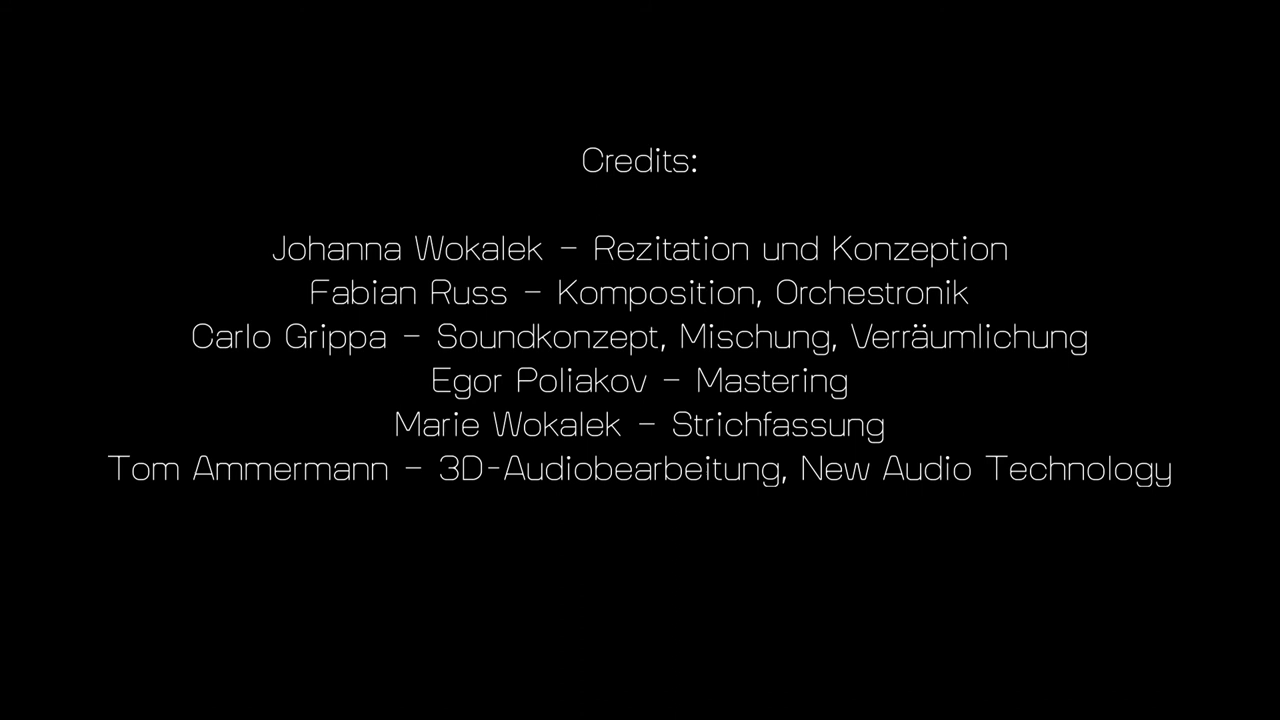 Credits:
Johanna Wokalek – Rezitation und Konzeption
Fabian Russ – Komposition, Orchestronik
Carlo Grippa – Soundkonzept, Mischung, Verräumlichung
Egor Poliakov – Mastering
Marie Wokalek – Strichfassung
Tom Ammermann – 3D-Audiobearbeitung, New Audio Technology